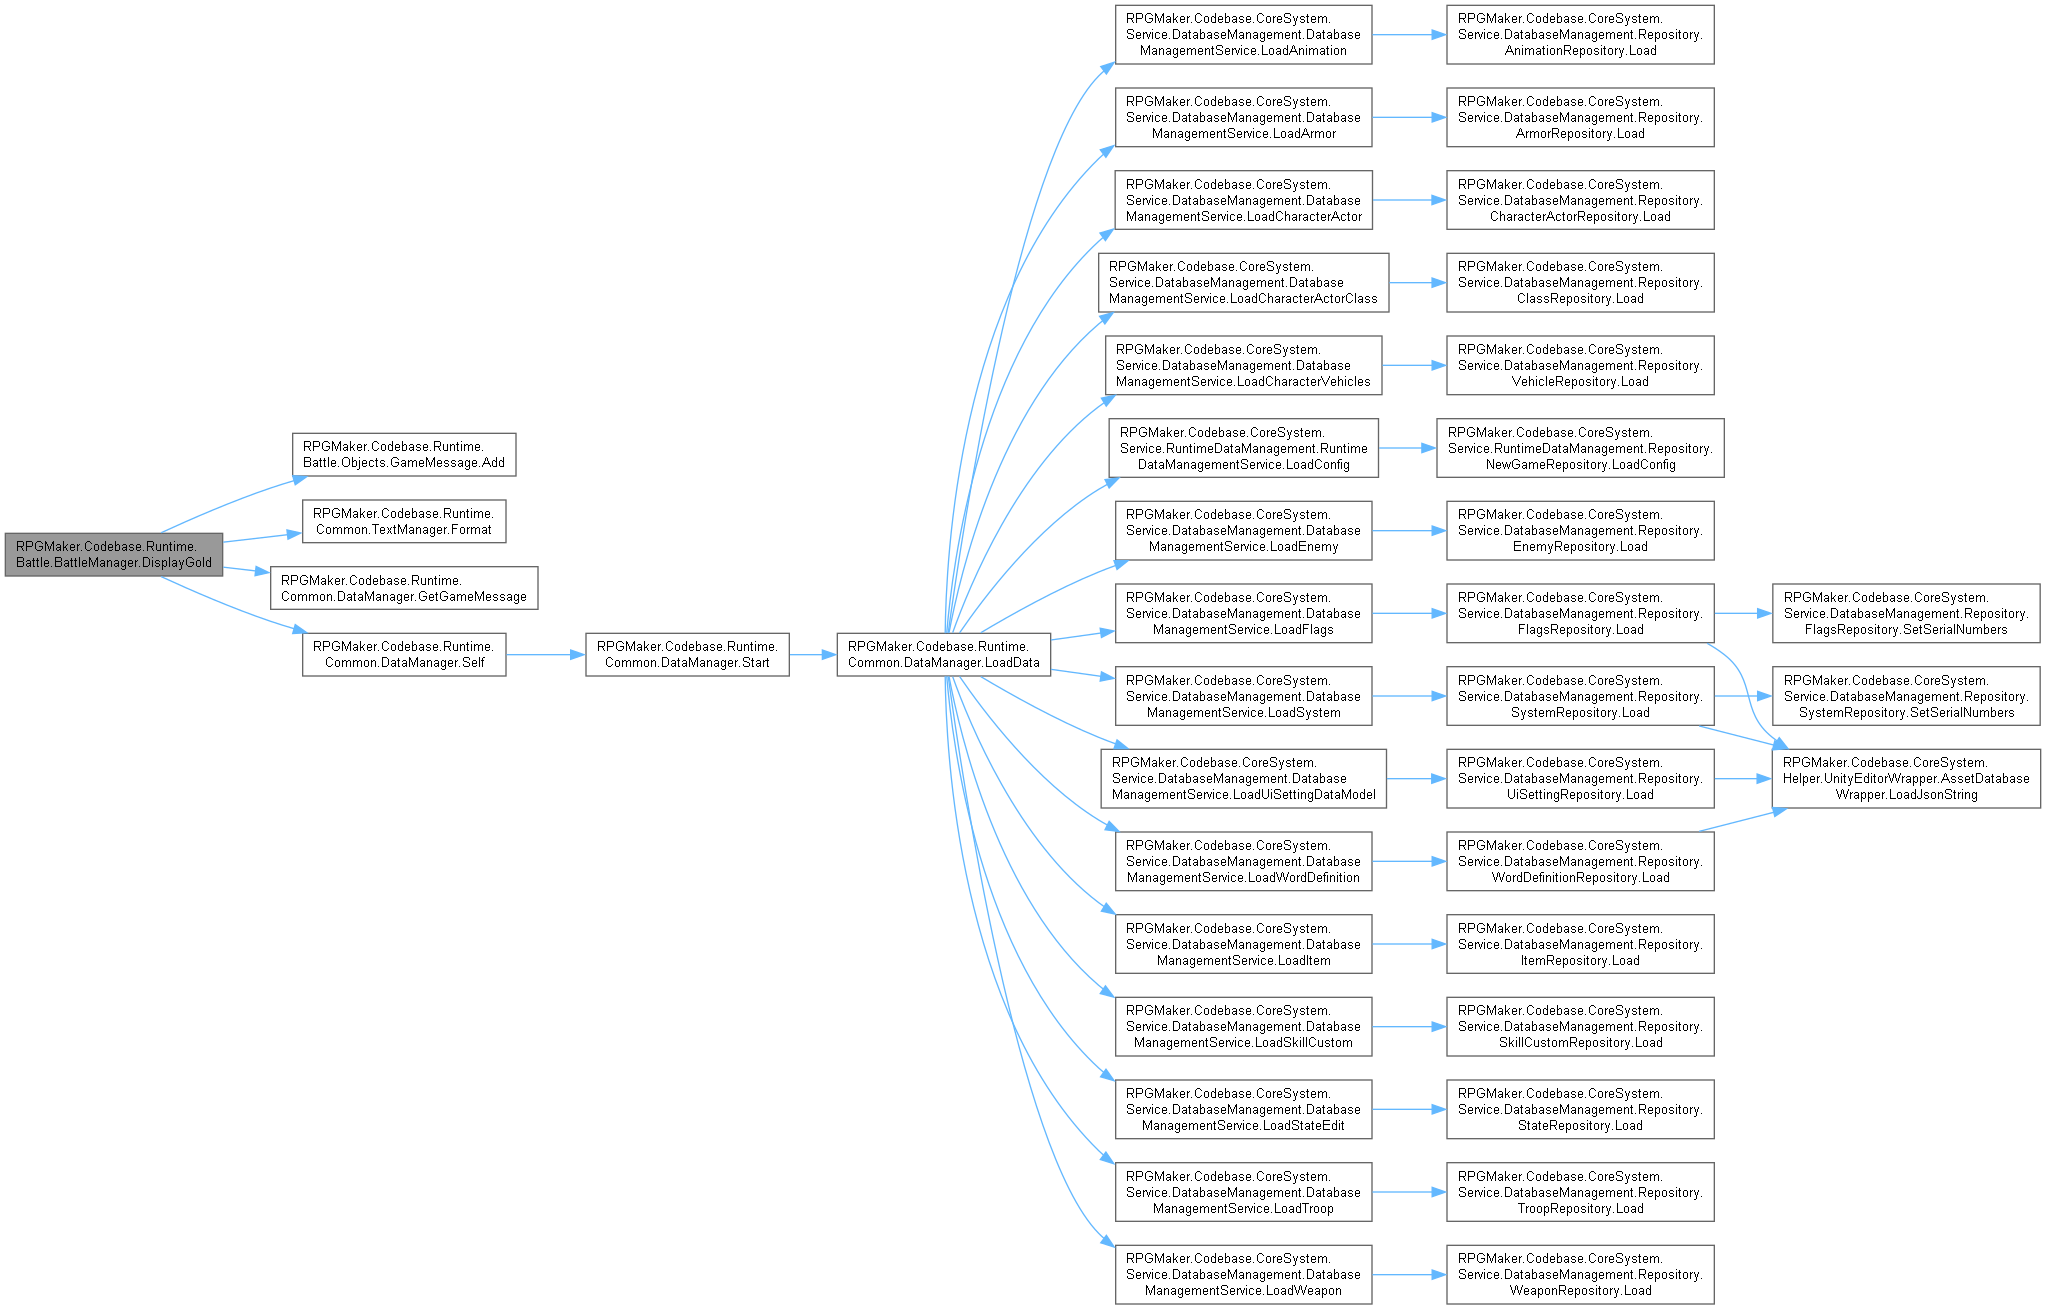 RPGMaker.Codebase.Runtime.
Battle.BattleManager.DisplayGold
RPGMaker.Codebase.Runtime.
Battle.Objects.GameMessage.Add
RPGMaker.Codebase.Runtime.
Common.TextManager.Format
RPGMaker.Codebase.Runtime.
Common.DataManager.GetGameMessage
RPGMaker.Codebase.Runtime.
Common.DataManager.Self
RPGMaker.Codebase.Runtime.
Common.DataManager.Start
RPGMaker.Codebase.Runtime.
Common.DataManager.LoadData
RPGMaker.Codebase.CoreSystem.
Service.DatabaseManagement.Database
ManagementService.LoadAnimation
RPGMaker.Codebase.CoreSystem.
Service.DatabaseManagement.Repository.
AnimationRepository.Load
RPGMaker.Codebase.CoreSystem.
Service.DatabaseManagement.Database
ManagementService.LoadArmor
RPGMaker.Codebase.CoreSystem.
Service.DatabaseManagement.Repository.
ArmorRepository.Load
RPGMaker.Codebase.CoreSystem.
Service.DatabaseManagement.Database
ManagementService.LoadCharacterActor
RPGMaker.Codebase.CoreSystem.
Service.DatabaseManagement.Repository.
CharacterActorRepository.Load
RPGMaker.Codebase.CoreSystem.
Service.DatabaseManagement.Database
ManagementService.LoadCharacterActorClass
RPGMaker.Codebase.CoreSystem.
Service.DatabaseManagement.Repository.
ClassRepository.Load
RPGMaker.Codebase.CoreSystem.
Service.DatabaseManagement.Database
ManagementService.LoadCharacterVehicles
RPGMaker.Codebase.CoreSystem.
Service.DatabaseManagement.Repository.
VehicleRepository.Load
RPGMaker.Codebase.CoreSystem.
Service.RuntimeDataManagement.Runtime
DataManagementService.LoadConfig
RPGMaker.Codebase.CoreSystem.
Service.RuntimeDataManagement.Repository.
NewGameRepository.LoadConfig
RPGMaker.Codebase.CoreSystem.
Service.DatabaseManagement.Database
ManagementService.LoadEnemy
RPGMaker.Codebase.CoreSystem.
Service.DatabaseManagement.Repository.
EnemyRepository.Load
RPGMaker.Codebase.CoreSystem.
Service.DatabaseManagement.Database
ManagementService.LoadFlags
RPGMaker.Codebase.CoreSystem.
Service.DatabaseManagement.Repository.
FlagsRepository.Load
RPGMaker.Codebase.CoreSystem.
Service.DatabaseManagement.Repository.
FlagsRepository.SetSerialNumbers
RPGMaker.Codebase.CoreSystem.
Service.DatabaseManagement.Database
ManagementService.LoadSystem
RPGMaker.Codebase.CoreSystem.
Service.DatabaseManagement.Repository.
SystemRepository.Load
RPGMaker.Codebase.CoreSystem.
Service.DatabaseManagement.Repository.
SystemRepository.SetSerialNumbers
RPGMaker.Codebase.CoreSystem.
Service.DatabaseManagement.Database
ManagementService.LoadUiSettingDataModel
RPGMaker.Codebase.CoreSystem.
Service.DatabaseManagement.Repository.
UiSettingRepository.Load
RPGMaker.Codebase.CoreSystem.
Helper.UnityEditorWrapper.AssetDatabase
Wrapper.LoadJsonString
RPGMaker.Codebase.CoreSystem.
Service.DatabaseManagement.Database
ManagementService.LoadWordDefinition
RPGMaker.Codebase.CoreSystem.
Service.DatabaseManagement.Repository.
WordDefinitionRepository.Load
RPGMaker.Codebase.CoreSystem.
Service.DatabaseManagement.Database
ManagementService.LoadItem
RPGMaker.Codebase.CoreSystem.
Service.DatabaseManagement.Repository.
ItemRepository.Load
RPGMaker.Codebase.CoreSystem.
Service.DatabaseManagement.Database
ManagementService.LoadSkillCustom
RPGMaker.Codebase.CoreSystem.
Service.DatabaseManagement.Repository.
SkillCustomRepository.Load
RPGMaker.Codebase.CoreSystem.
Service.DatabaseManagement.Database
ManagementService.LoadStateEdit
RPGMaker.Codebase.CoreSystem.
Service.DatabaseManagement.Repository.
StateRepository.Load
RPGMaker.Codebase.CoreSystem.
Service.DatabaseManagement.Database
ManagementService.LoadTroop
RPGMaker.Codebase.CoreSystem.
Service.DatabaseManagement.Repository.
TroopRepository.Load
RPGMaker.Codebase.CoreSystem.
Service.DatabaseManagement.Database
ManagementService.LoadWeapon
RPGMaker.Codebase.CoreSystem.
Service.DatabaseManagement.Repository.
WeaponRepository.Load